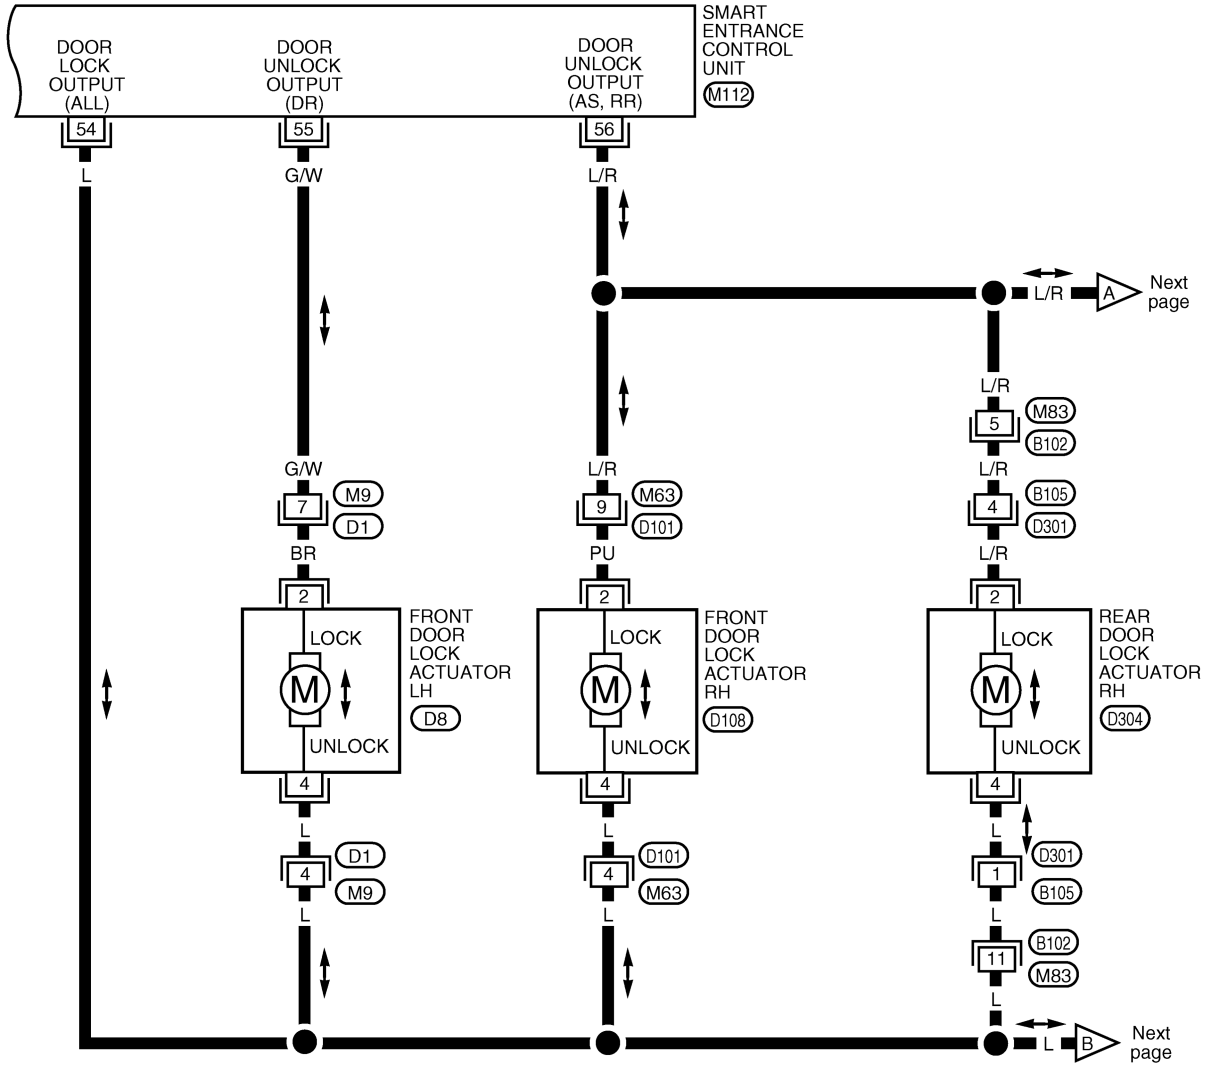 SMART
ENTRANCE
CONTROL
UNIT
M112
DOOR
LOCK
OUTPUT
(ALL)
DOOR
UNLOCK
OUTPUT
(DR)
DOOR
UNLOCK
OUTPUT
(AS, RR)
54
55
56
L
G/W
L/R
L/R
A
Next
page
L/R
5
M83
B102
G/W
L/R
L/R
7
M9
D1
9
M63
D101
4
B105
D301
BR
PU
L/R
2
2
2
LOCK
M
UNLOCK
FRONT
DOOR
LOCK
ACTUATOR
LH
D8
LOCK
M
UNLOCK
FRONT
DOOR
LOCK
ACTUATOR
RH
D108
LOCK
M
UNLOCK
REAR
DOOR
LOCK
ACTUATOR
RH
D304
4
4
4
L
L
L
4
D1
M9
4
D101
M63
1
D301
B105
L
L
L
11
B102
M83
L
L
B
Next
page